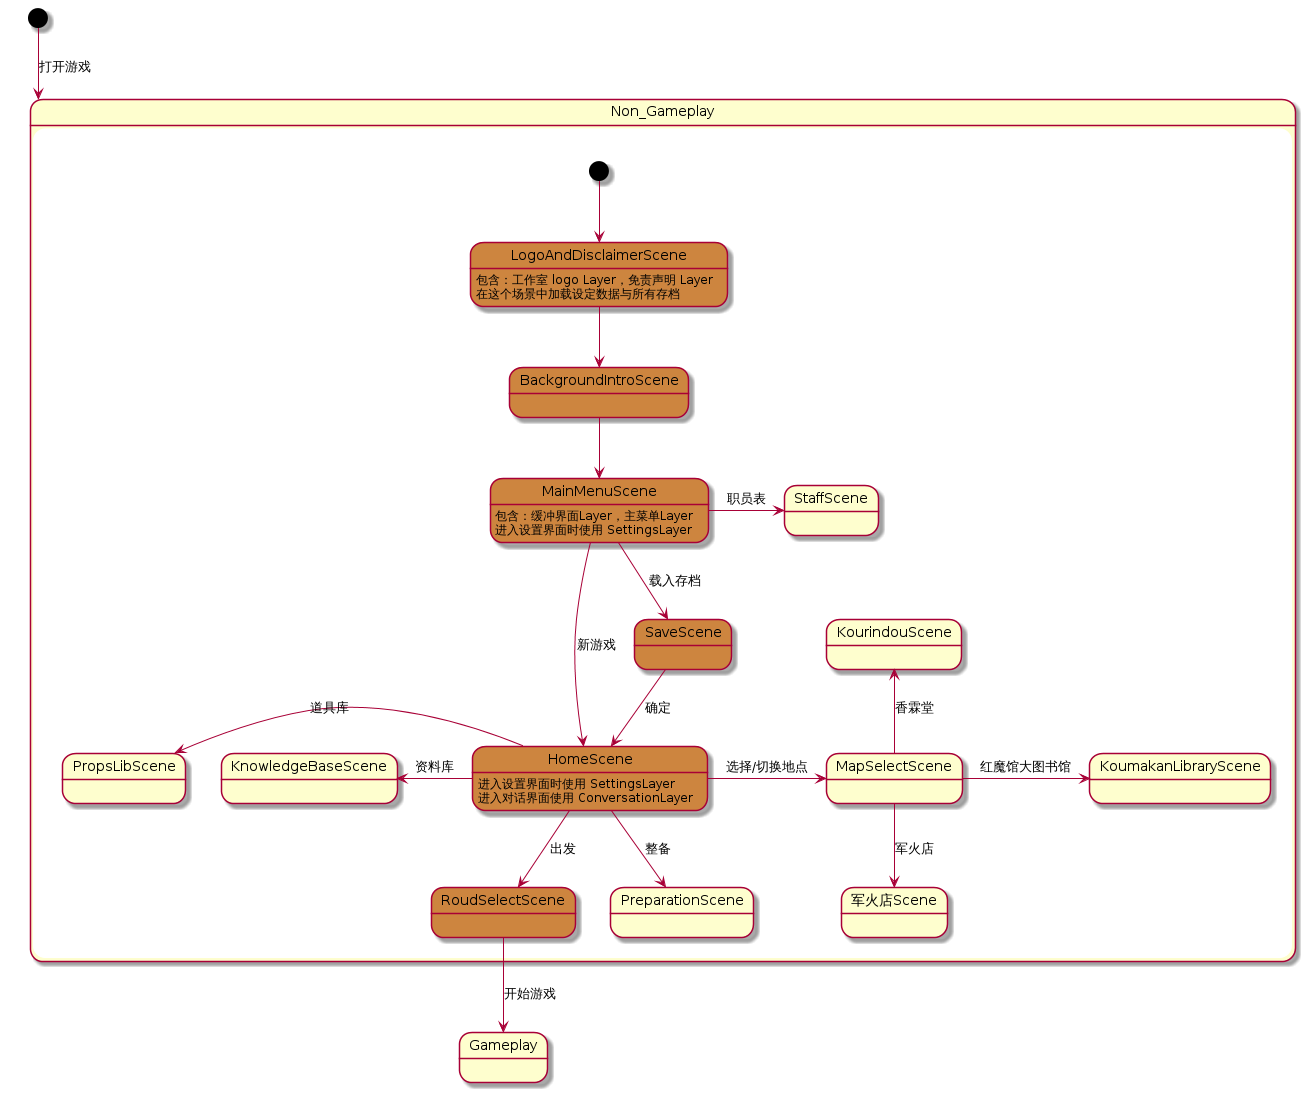 打开游戏
Non_Gameplay
LogoAndDisclaimerScene
包含：工作室 logo Layer，免责声明 Layer
在这个场景中加载设定数据与所有存档
BackgroundIntroScene
MainMenuScene
包含：缓冲界面Layer，主菜单Layer
进入设置界面时使用 SettingsLayer
职员表
StaffScene
载入存档
新游戏
SaveScene
KourindouScene
道具库
确定
香霖堂
PropsLibScene
KnowledgeBaseScene
资料库
HomeScene
进入设置界面时使用 SettingsLayer
进入对话界面使用 ConversationLayer
选择/切换地点
MapSelectScene
红魔馆大图书馆
KoumakanLibraryScene
出发
整备
军火店
RoudSelectScene
PreparationScene
军火店Scene
开始游戏
Gameplay